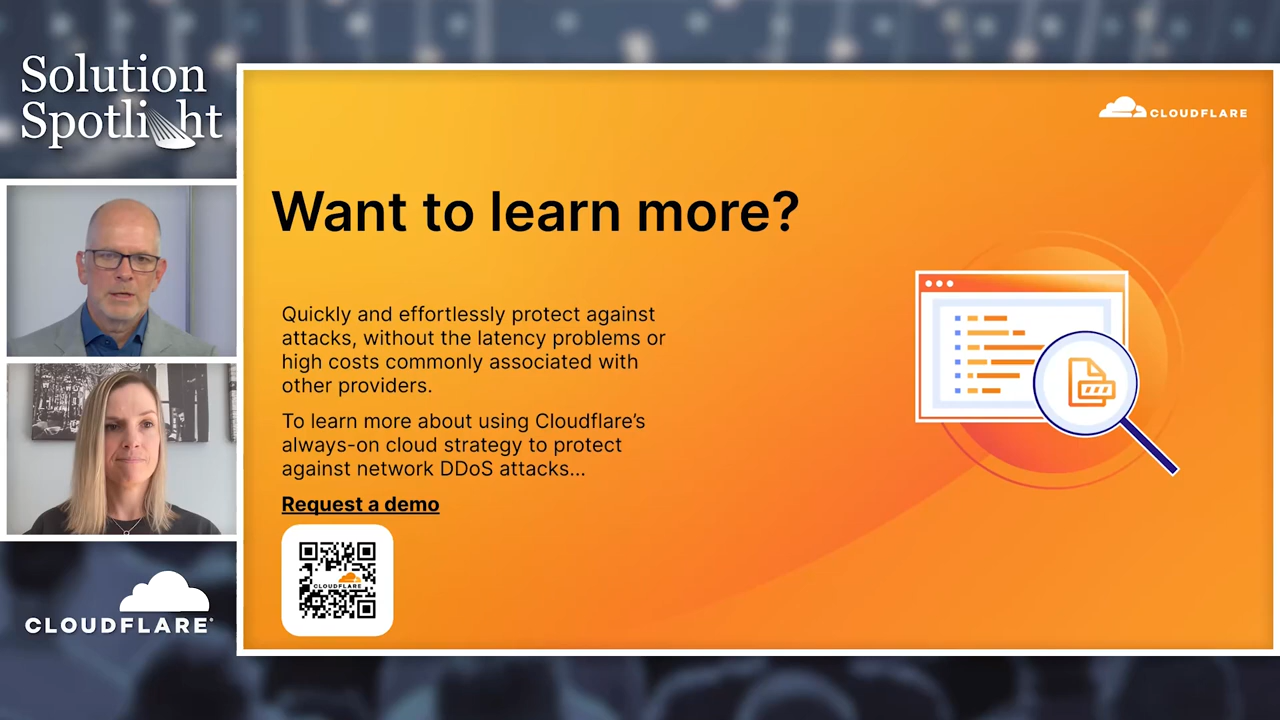 Solution
Spotlight
CLOUDFLARE
Want to learn more?
Quickly and effortlessly protect against
attacks, without the latency problems or
high costs commonly associated with
other providers.
To learn more about using Cloudflare’s
always-on cloud strategy to protect
against network DDoS attacks...
Request a demo
CLOUDFLARE
CLOUDFLARE®